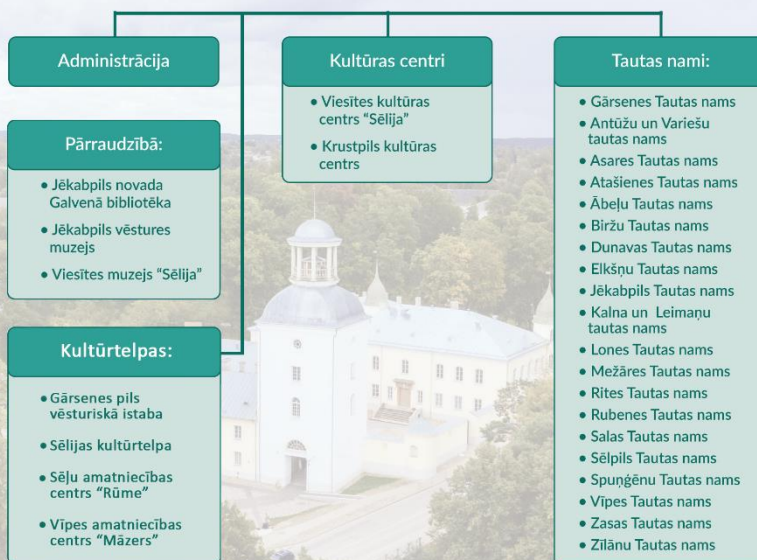 Administrācija
Pārraudzībā:
• Jēkabpils novada
Galvenā bibliotēka
• Jēkabpils vēstures
muzejs
• Viesītes muzejs “Sēlija”
Kultūrtelpas:
• Gārsenes pils
vēsturiskā istaba
• Sēlijas kultūrtelpa
• Sēļu amatniecības
centrs “Rūme”
• Vīpes amatniecības
centrs “Māzers”
Kultūras centri
• Viesītes kultūras
centrs “Sēlija”
• Krustpils kultūras
centrs
Tautas nami:
• Gārsenes Tautas nams
• Antūžu un Variešu
tautas nams
• Asares Tautas nams
• Atašienes Tautas nams
• Ābeļu Tautas nams
• Biržu Tautas nams
• Dunavas Tautas nams
• Elkšņu Tautas nams
• Jēkabpils Tautas nams
• Kalna un Leimaņu
tautas nams
• Lones Tautas nams
• Mežāres Tautas nams
• Rites Tautas nams
• Rubenes Tautas nams
• Salas Tautas nams
• Sēlpils Tautas nams
• Spuņģēnu Tautas nams
• Vīpes Tautas nams
• Zasas Tautas nams
• Zīlānu Tautas nams